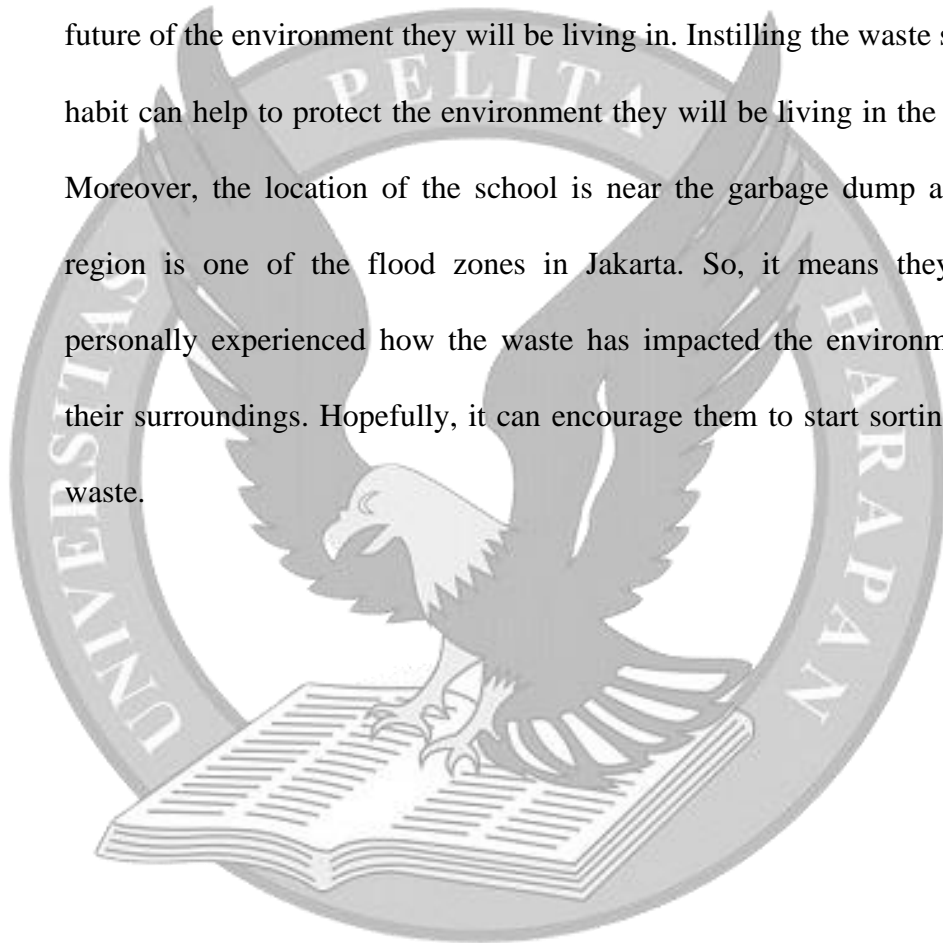 future of the environment they will be living in. Instilling the waste s
habit can help to protect the environment they will be living in the
Moreover, the location of the school is near the garbage dump a
region is one of the flood zones in Jakarta. So, it means they
personally experienced how the waste has impacted the environm
their surroundings. Hopefully, it can encourage them to start sortin
waste.
UNIVERSITAS PELITA HARAPAN